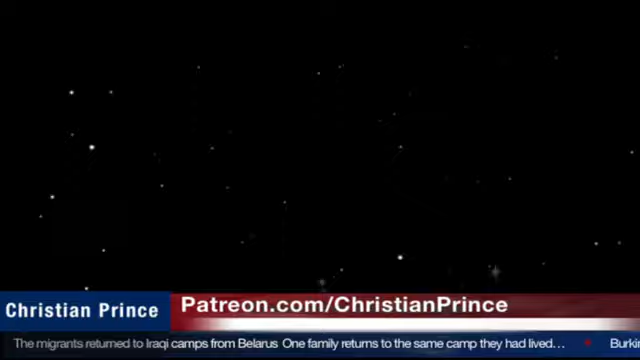 Christian Prince
Patreon.com/ChristianPrince
The migrants returned to Iraqi camps from Belarus One family returns to the same camp they had lived… Burkin